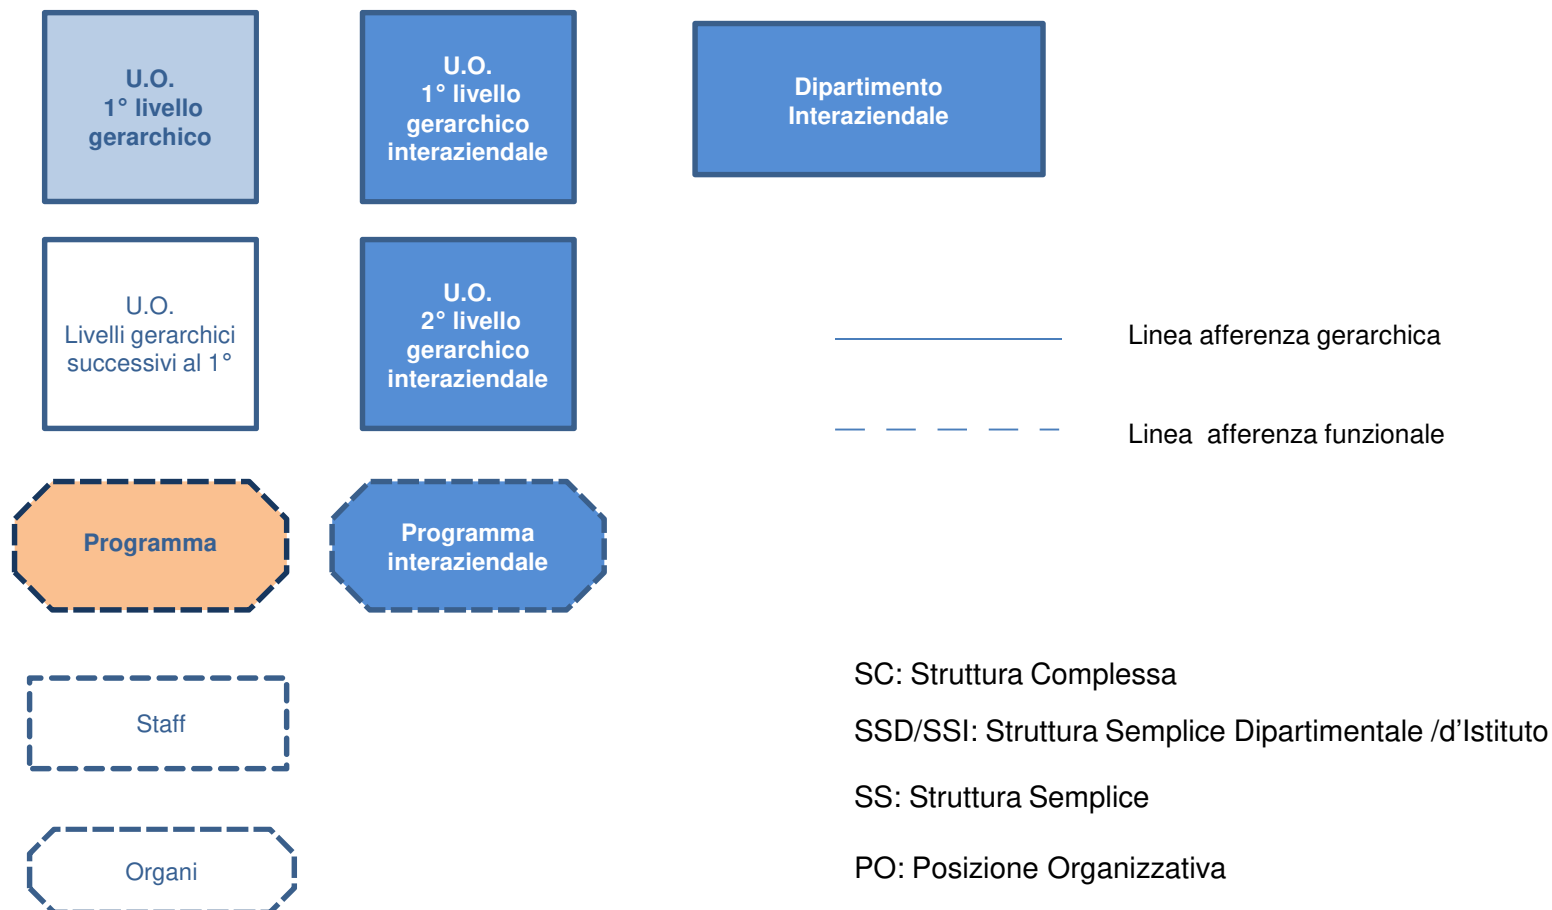 U.O.
1° livello
gerarchico
U.O.
1° livello
gerarchico
interaziendale
Dipartimento
Interaziendale
U.O.
Livelli gerarchici
successivi al 1°
U.O.
2° livello
gerarchico
interaziendale
Linea afferenza gerarchica
Linea  afferenza funzionale
Programma
Programma
interaziendale
Staff
Organi
SC: Struttura Complessa
SSD/SSI: Struttura Semplice Dipartimentale /d’Istituto
SS: Struttura Semplice
PO: Posizione Organizzativa